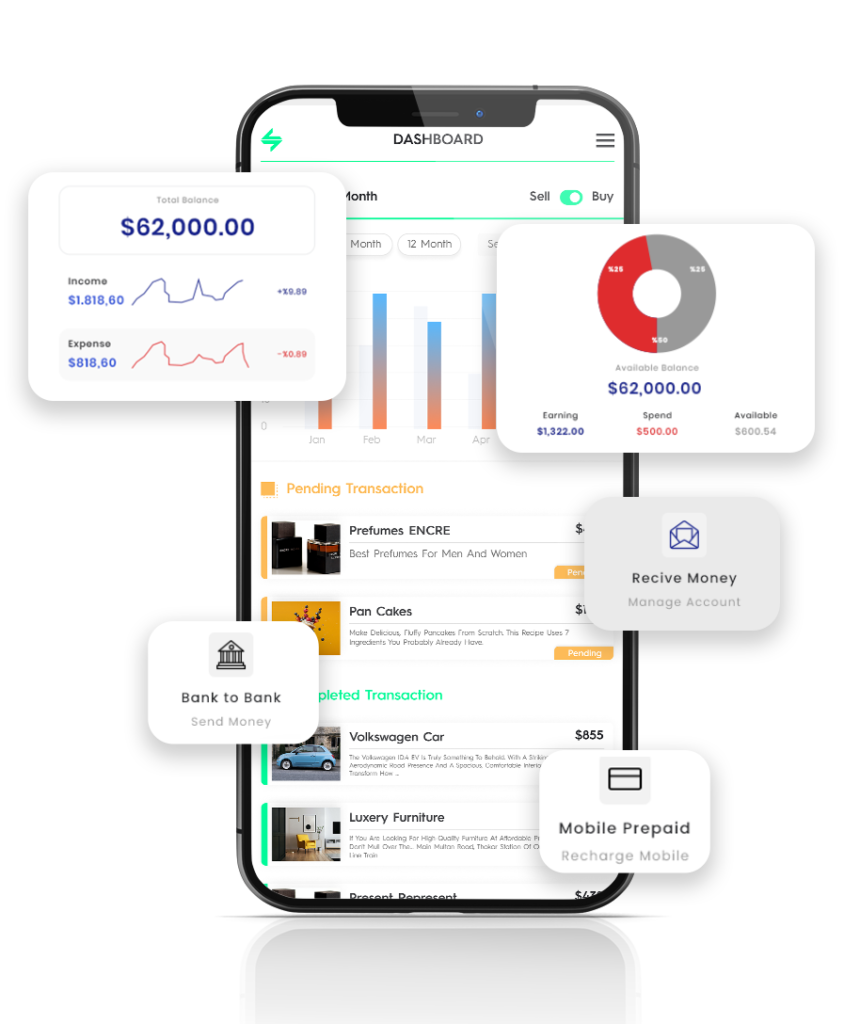 DASHBOARD
Month
Sell
Buy
Month
12 Month
Se
Total Balance
$62,000.00
Income
$1.818,60
+%9.89
Expense
$818,60
-%0.89
0
Jan
Feb
Mar
Apr
%25
%25
%50
Available Balance
$62,000.00
Earning
Spend
Available
$1,322.00
$500.00
$600.54
Pending Transaction
Prefumes ENCRE
Best Prefumes For Men And Women
Pen
Recive Money
Manage Account
Pan Cakes
Make Delicious, Fluffy Pancakes From Scratch. This Recipe Uses 7
Ingredients You Probably Already Have.
Pending
Bank to Bank
Send Money
pleted Transaction
Volkswagen Car
$855
The Volkswagen ID.4 EV Is Truly Something To Behold. With A Strikin
Aerodynamic Road Presence And A Spacious, Comfortable Interio
Transform How ...
Luxery Furniture
If You Are Looking For High Quality Furniture At Affordable
Don't Mull Over The... Main Multan Road, Thokar Station Of O
Line Train
Mobile Prepaid
Recharge Mobile
Present Represent